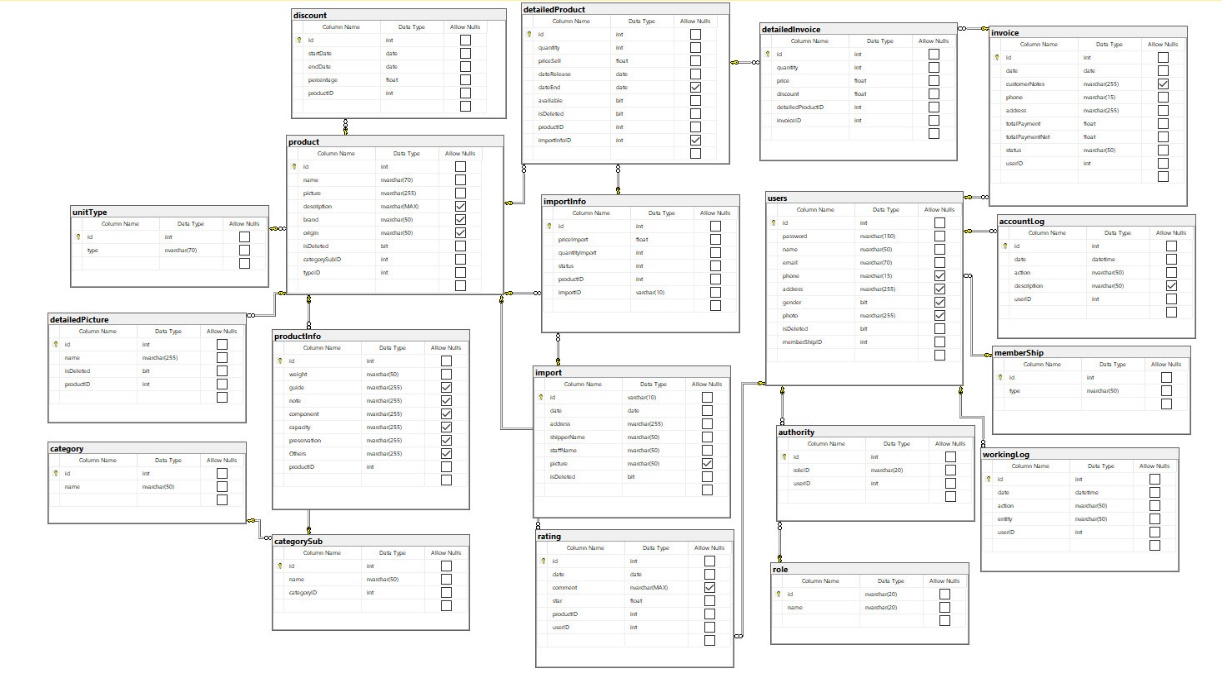 discount
Column Name Data Type Allow Nulls
id int
startDate date
endDate date
percentage float
productID int
detailedProduct
Column Name Data Type Allow Nulls
id int
quantity int
priceSell float
dateRelease date
dateEnd date
available bit
isDeleted bit
productID int
importInfoID int
detailedInvoice
Column Name Data Type Allow Nulls
id int
quantity int
price float
discount float
detailedProductID int
invoiceID int
invoice
Column Name Data Type Allow Nulls
id int
date date
customerNotes nvarchar(255)
phone nvarchar(15)
address nvarchar(255)
totalPayment float
totalPaymentNet float
status nvarchar(50)
userID int
product
Column Name Data Type Allow Nulls
id int
name nvarchar(70)
picture nvarchar(255)
description nvarchar(MAX)
brand nvarchar(50)
origin nvarchar(50)
isDeleted bit
categorySubID int
typeID int
unitType
Column Name Data Type Allow Nulls
id int
type nvarchar(70)
importInfo
Column Name Data Type Allow Nulls
id int
priceImport float
quantityImport int
status int
productID int
importID varchar(10)
users
Column Name Data Type Allow Nulls
id int
password nvarchar(150)
name nvarchar(50)
email nvarchar(70)
phone nvarchar(15)
address nvarchar(255)
gender bit
photo nvarchar(255)
isDeleted bit
memberShipID int
accountLog
Column Name Data Type Allow Nulls
id int
date datetime
action nvarchar(50)
description nvarchar(50)
userID int
detailedPicture
Column Name Data Type Allow Nulls
id int
name nvarchar(255)
isDeleted bit
productID int
productInfo
Column Name Data Type Allow Nulls
id int
weight nvarchar(50)
guide nvarchar(255)
note nvarchar(255)
component nvarchar(255)
capacity nvarchar(255)
preservation nvarchar(255)
Others nvarchar(255)
productID int
import
Column Name Data Type Allow Nulls
id varchar(10)
date date
address nvarchar(255)
shipperName nvarchar(50)
staffName nvarchar(50)
picture nvarchar(50)
isDeleted bit
memberShip
Column Name Data Type Allow Nulls
id int
type nvarchar(50)
category
Column Name Data Type Allow Nulls
id int
name nvarchar(50)
authority
Column Name Data Type Allow Nulls
id int
roleID nvarchar(20)
userID int
workingLog
Column Name Data Type Allow Nulls
id int
date datetime
action nvarchar(50)
entity nvarchar(50)
userID int
categorySub
Column Name Data Type Allow Nulls
id int
name nvarchar(50)
categoryID int
rating
Column Name Data Type Allow Nulls
id int
date date
comment nvarchar(MAX)
star float
productID int
userID int
role
Column Name Data Type Allow Nulls
id nvarchar(20)
name nvarchar(20)